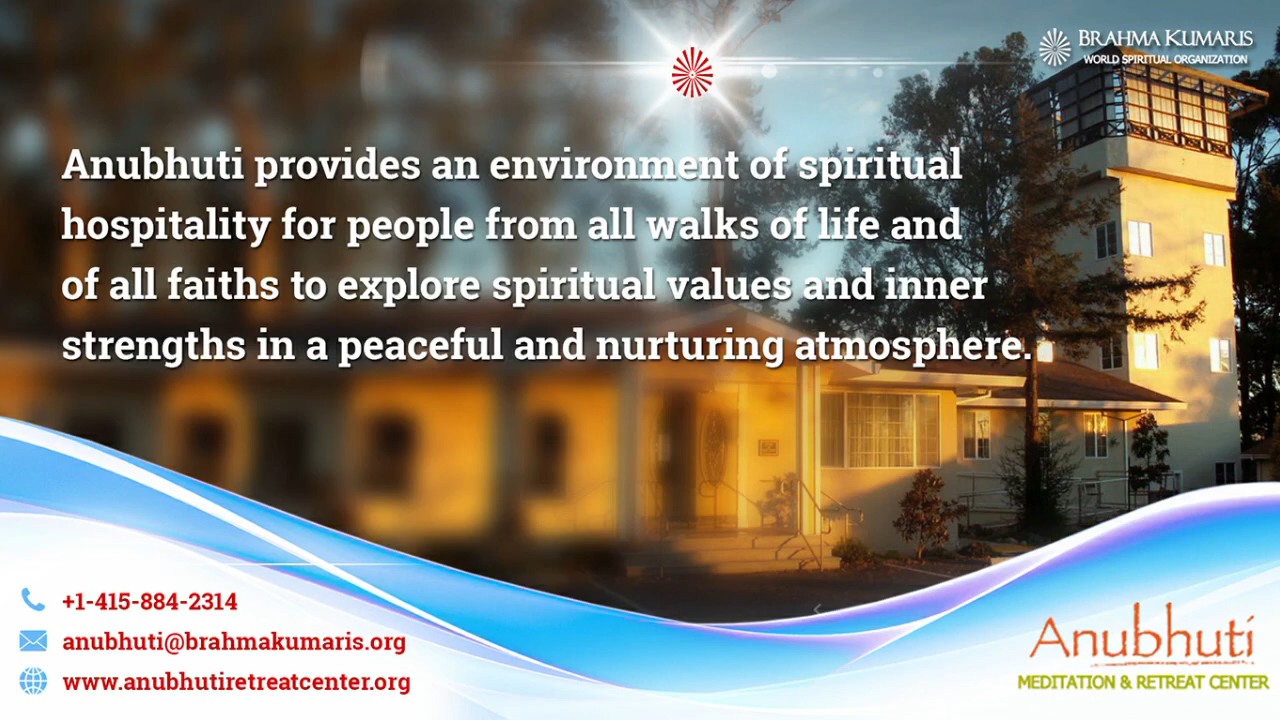 BRAHMA KUMARIS
WORLD SPIRITUAL ORGANIZATION
Anubhuti provides an environment of spiritual
hospitality for people from all walks of life and
of all faiths to explore spiritual values and inner
strengths in a peaceful and nurturing atmosphere.
+1-415-884-2314
anubhuti@brahmakumaris.org
www.anubhutiretreatcenter.org
Anubhuti
MEDITATION & RETREAT CENTER